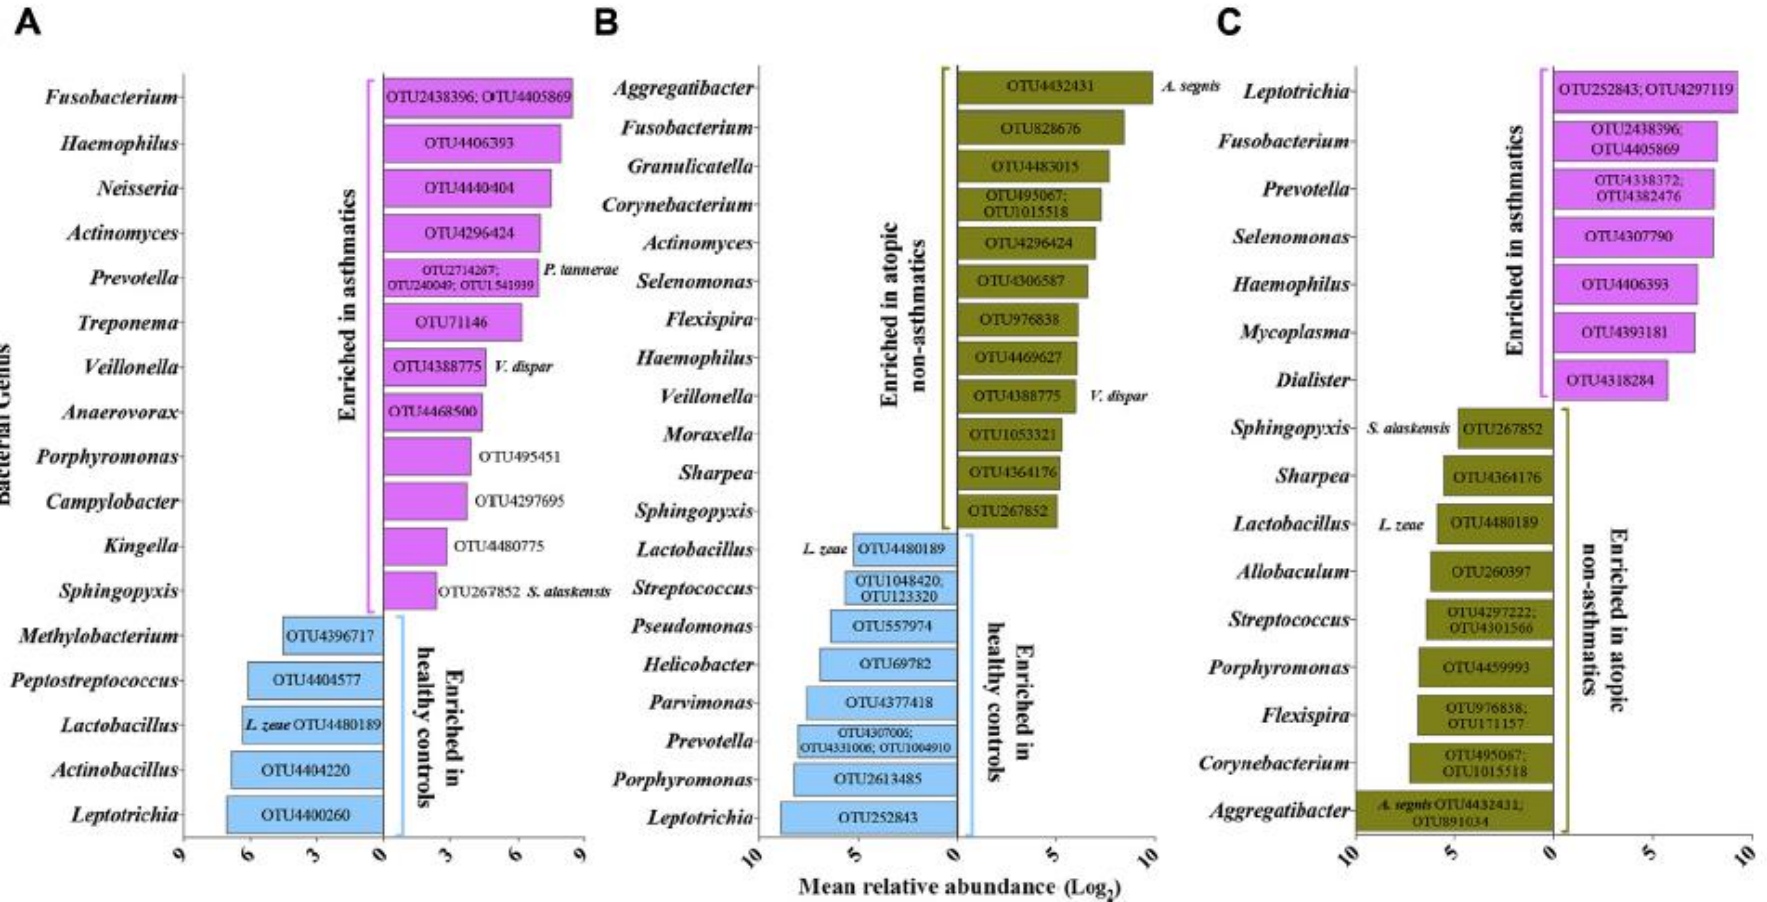 A
Bacterial Genus
Fusobacterium
OTU2438396; OTU4405869
Haemophilus
OTU4406393
Neisseria
OTU4440404
Actinomyces
OTU4296424
Prevotella
OTU2714267;
OTU240049; OTU1541939
P. tannerae
Treponema
OTU71146
Veillonella
OTU4388775
V. dispar
Anaerovorax
OTU4468500
Porphyromonas
OTU495451
Campylobacter
OTU4297695
Kingella
OTU4480775
Sphingopyxis
OTU267852 S. alaskensis
Methylobacterium
OTU4396717
Peptostreptococcus
OTU4404577
Lactobacillus
L. zeae OTU4480189
Actinobacillus
OTU4404220
Leptotrichia
OTU4400260
Enriched in asthmatics
Enriched in
healthy controls
9 6 3 0 3 6 9
B
Aggregatibacter
OTU4432431
A. segnis
Fusobacterium
OTU828676
Granulicatella
OTU4483015
Corynebacterium
OTU495067;
OTU1015518
Actinomyces
OTU4296424
Selenomonas
OTU4306587
Flexispira
OTU976838
Haemophilus
OTU4469627
Veillonella
OTU4388775
V. dispar
Moraxella
OTU1053321
Sharpea
OTU4364176
Sphingopyxis
OTU267852
Lactobacillus
L. zeae OTU4480189
Streptococcus
OTU1048420;
OTU123320
Pseudomonas
OTU557974
Helicobacter
OTU69782
Parvimonas
OTU4377418
Prevotella
OTU4307006;
OTU4331006; OTU1004910
Porphyromonas
OTU2613485
Leptotrichia
OTU252843
Enriched in atopic
non-asthmatics
Enriched in
healthy controls
10 5 0 5 10
Mean relative abundance (Log2)
C
Leptotrichia
OTU252843; OTU4297119
Fusobacterium
OTU2438396;
OTU4405869
Prevotella
OTU4338372;
OTU4382476
Selenomonas
OTU4307790
Haemophilus
OTU4406393
Mycoplasma
OTU4393181
Dialister
OTU4318284
Sphingopyxis
S. alaskensis OTU267852
Sharpea
OTU4364176
Lactobacillus
L. zeae OTU4480189
Allobaculum
OTU260397
Streptococcus
OTU4297222;
OTU4301566
Porphyromonas
OTU4459993
Flexispira
OTU976838;
OTU171157
Corynebacterium
OTU495067;
OTU1015518
Aggregatibacter
A. segnis OTU4432431;
OTU891034
Enriched in asthmatics
Enriched in atopic
non-asthmatics
10 5 0 5 10